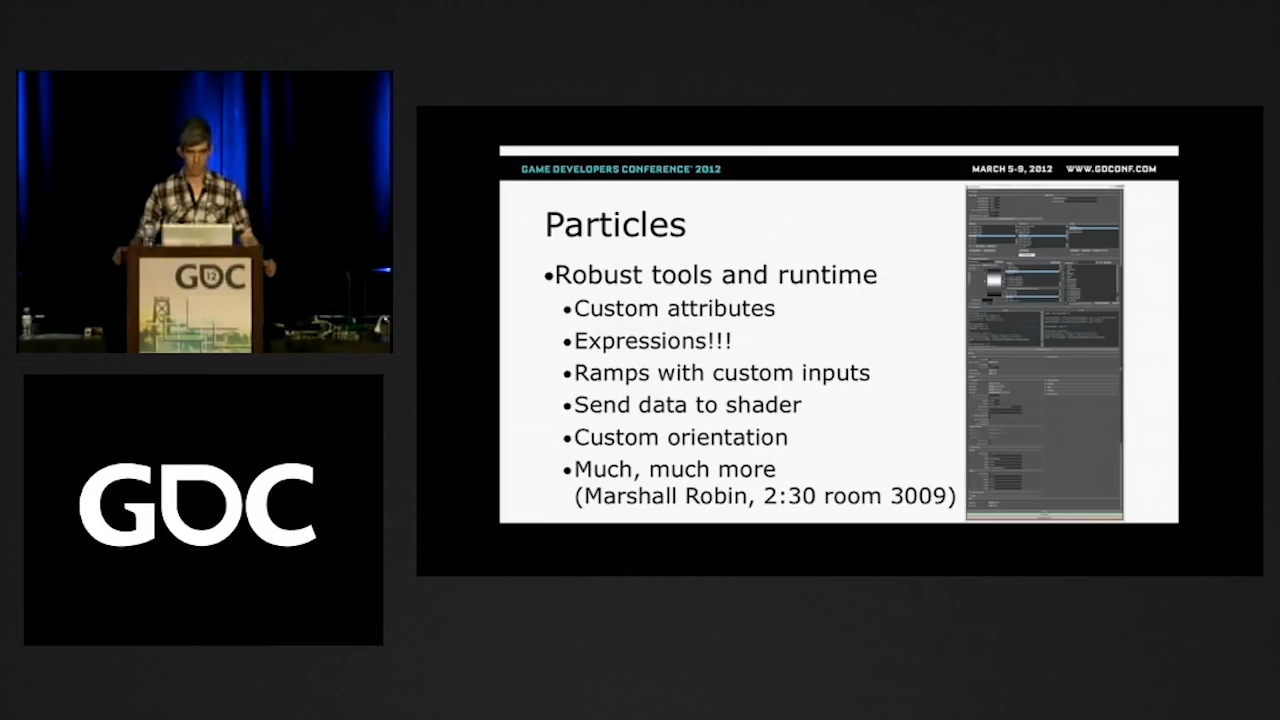 GDC
12
GAME DEVELOPERS CONFERENCE® 2012
MARCH 5-9, 2012 WWW.GDCONF.COM
Particles
•Robust tools and runtime
•Custom attributes
•Expressions!!!
•Ramps with custom inputs
•Send data to shader
•Custom orientation
•Much, much more
(Marshall Robin, 2:30 room 3009)
GDC